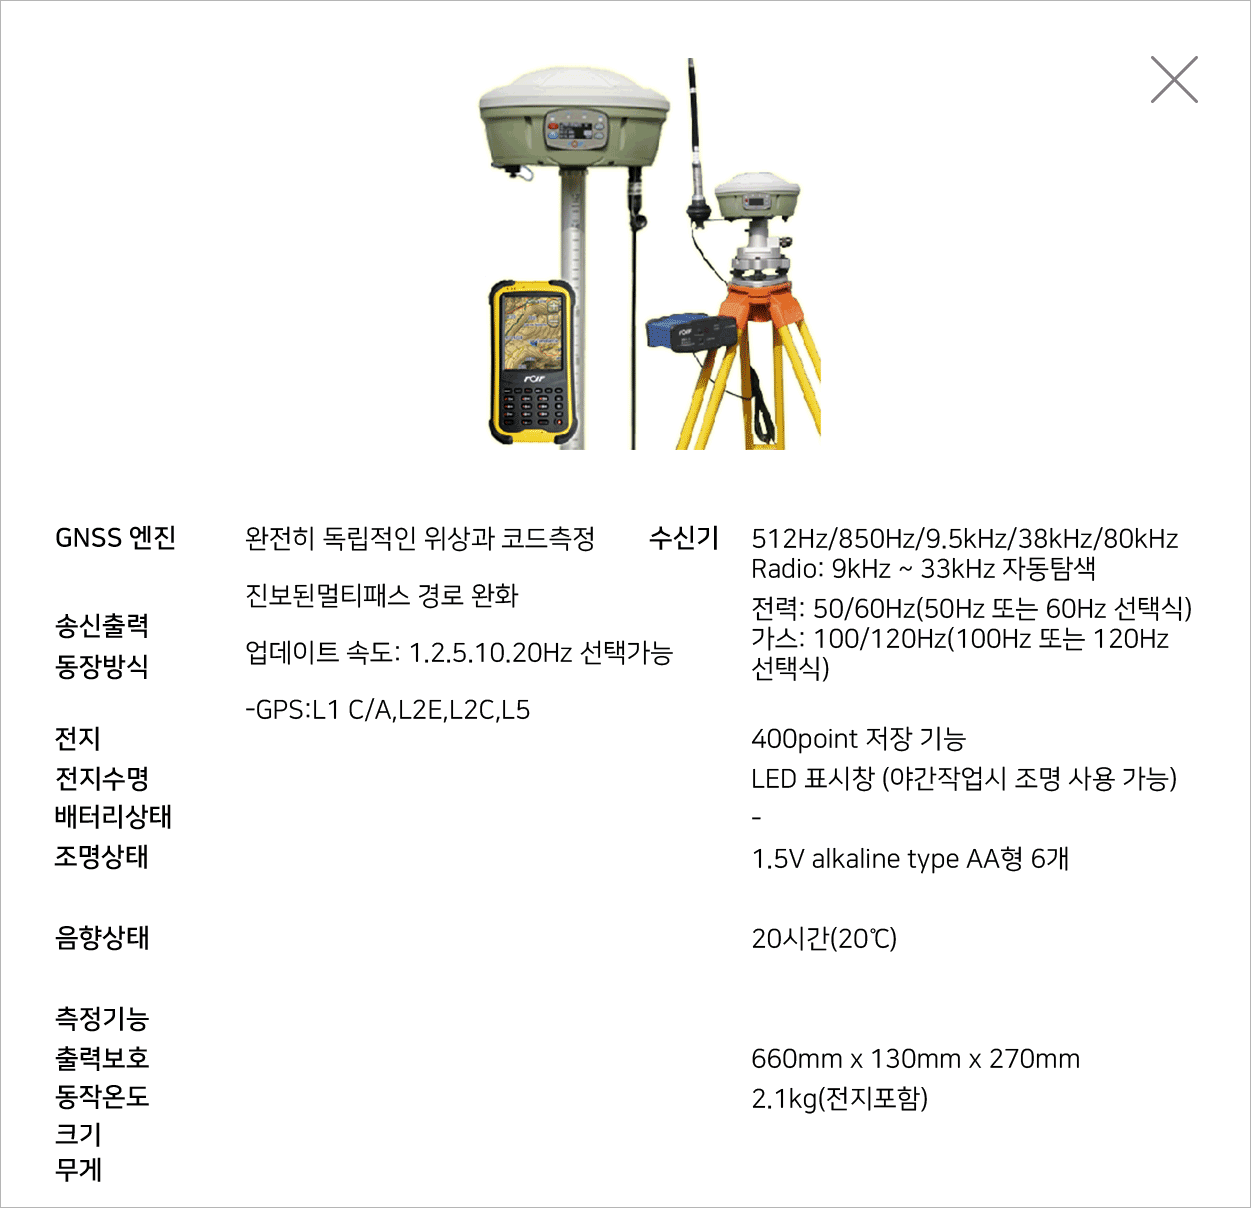 GNSS 엔진
완전히 독립적인 위상과 코드측정
진보된멀티패스 경로 완화
업데이트 속도: 1.2.5.10.20Hz 선택가능
-GPS:L1 C/A,L2E,L2C,L5
송신출력
동장방식
전지
전지수명
배터리상태
조명상태
음향상태
측정기능
출력보호
동작온도
크기
무게
수신기
512Hz/850Hz/9.5kHz/38kHz/80kHz
Radio: 9kHz ~ 33kHz 자동탐색
전력: 50/60Hz(50Hz 또는 60Hz 선택식)
가스: 100/120Hz(100Hz 또는 120Hz
선택식)
400point 저장 기능
LED 표시창 (야간작업시 조명 사용 가능)
-
1.5V alkaline type AA형 6개
20시간(20℃)
660mm x 130mm x 270mm
2.1kg(전지포함)